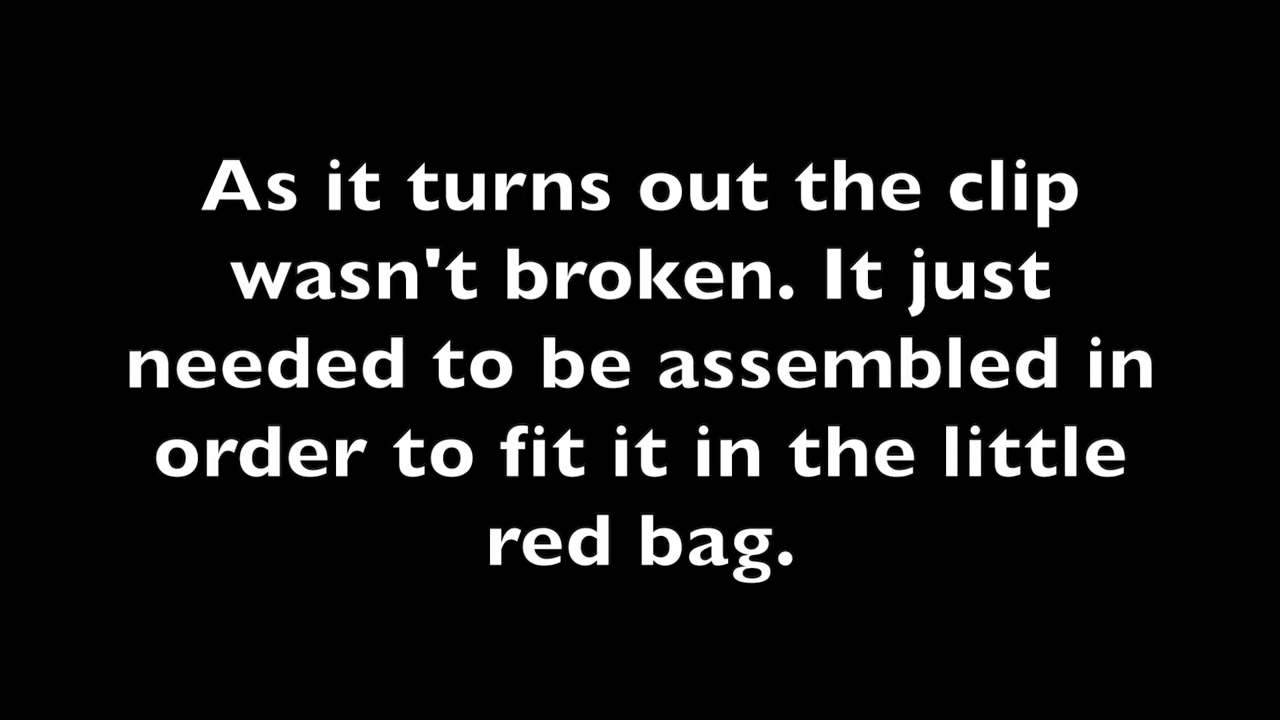 As it turns out the clip
wasn't broken. It just
needed to be assembled in
order to fit it in the little
red bag.